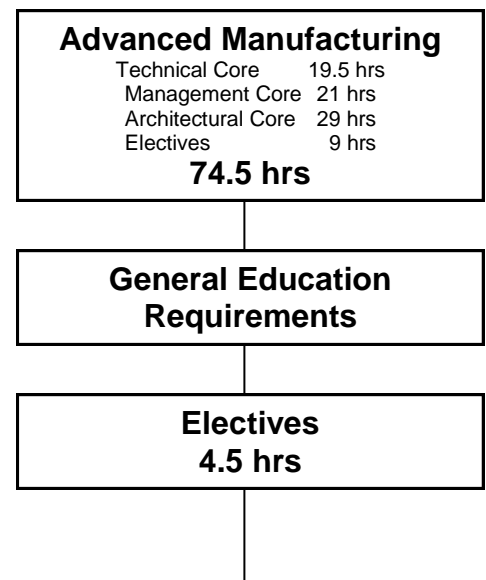 Advanced Manufacturing
Technical Core 19.5 hrs
Management Core 21 hrs
Architectural Core 29 hrs
Electives 9 hrs
74.5 hrs
General Education
Requirements
Electives
4.5 hrs